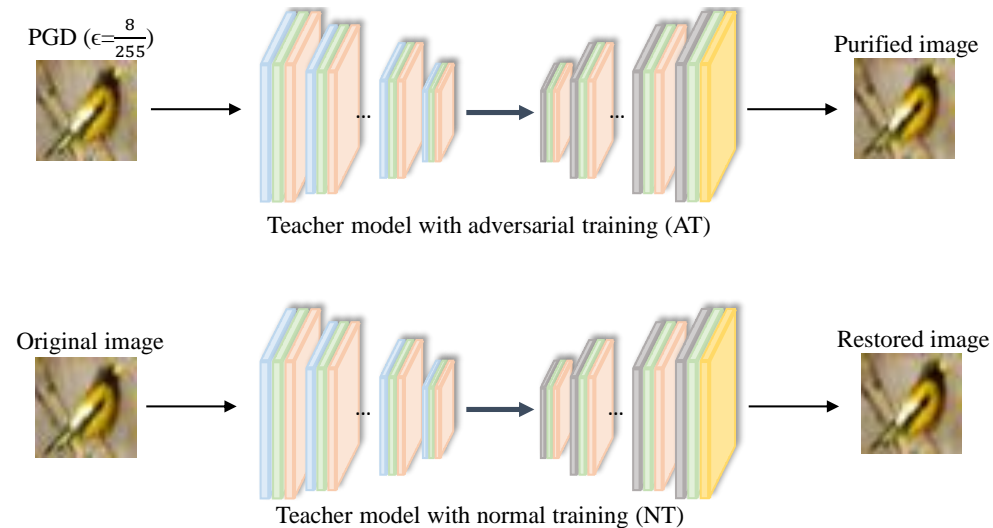 PGD (ϵ=8/255)
Purified image
...
...
Teacher model with adversarial training (AT)
Original image
Restored image
...
...
Teacher model with normal training (NT)